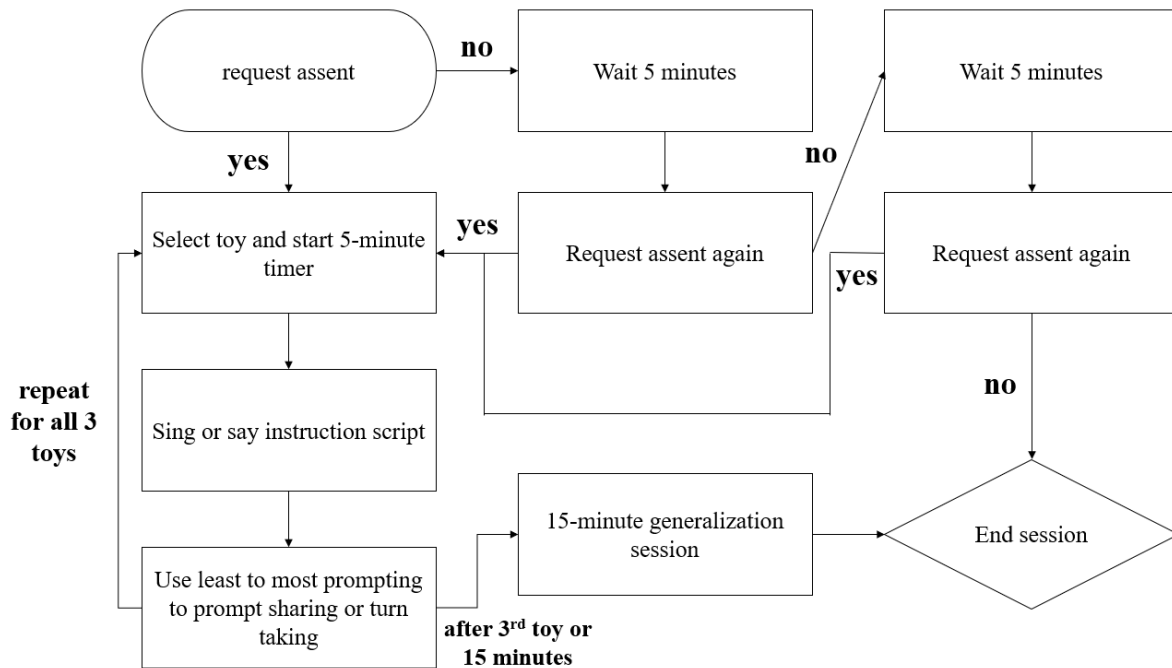 request assent
no
Wait 5 minutes
Wait 5 minutes
yes
no
Select toy and start 5-minute
timer
yes
Request assent again
yes
Request assent again
repeat
for all 3
toys
Sing or say instruction script
no
Use least to most prompting
to prompt sharing or turn
taking
after 3rd toy or
15 minutes
15-minute generalization
session
End session